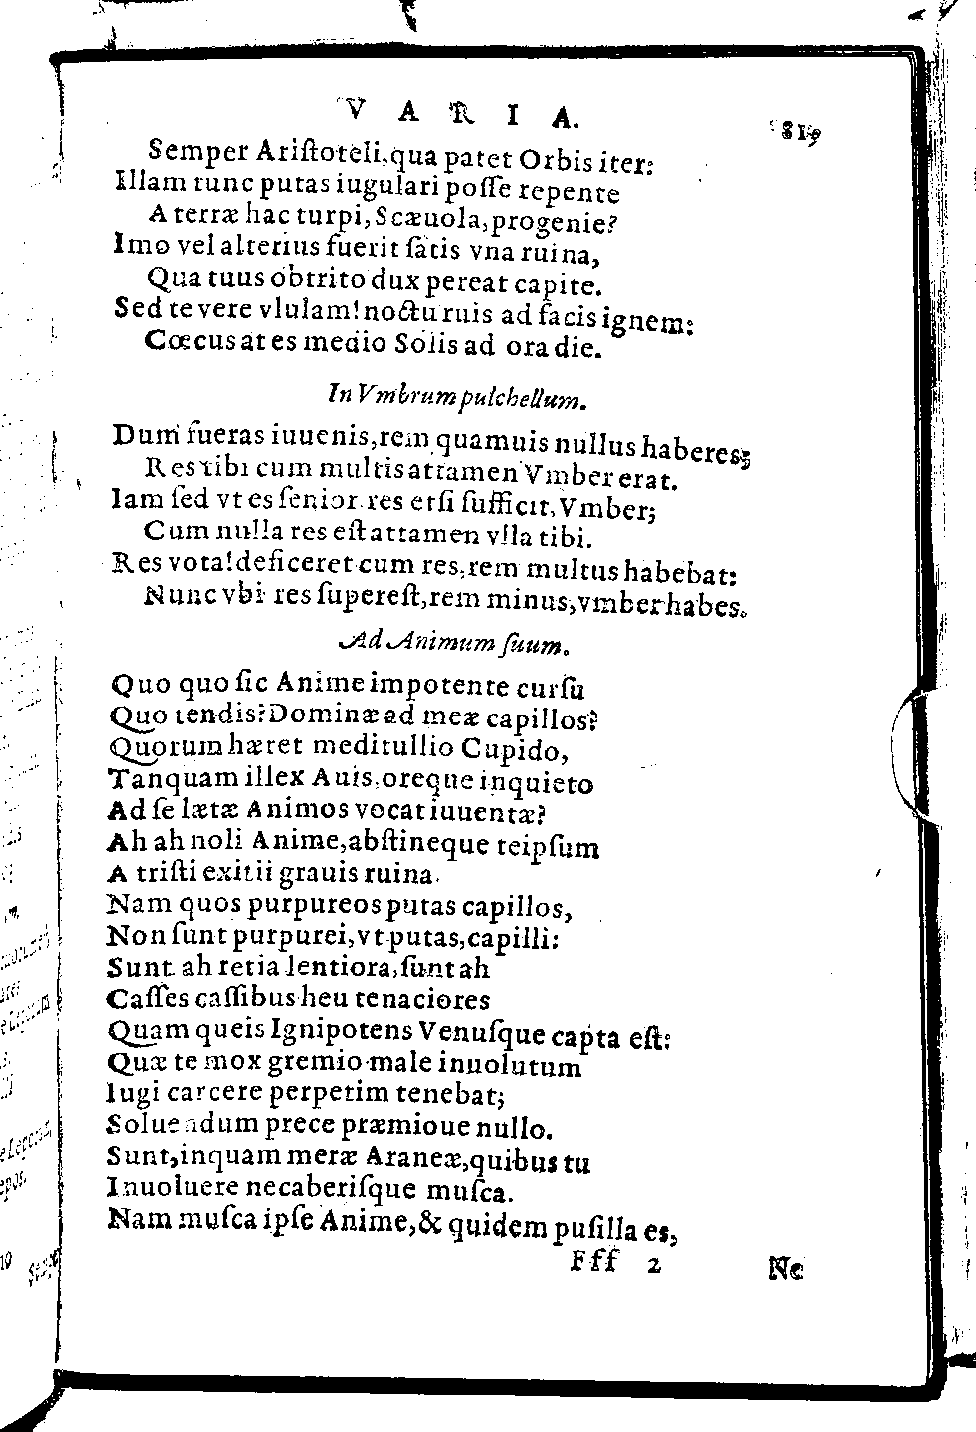 VARIA. 819
Semper Ariſtoteli, qua patet Orbis iter:
Illam tunc putas iugulari poſſe repente
A terræ hac turpi, Scæuola, progenie?
Imo vel alterius fuerit ſatis vna ruina,
Qua tuus obtrito dux pereat capite.
Sed te vere vlulam! noctu ruis ad facis ignem:
Cœcus at es medio Solis ad ora die.
In Vmbrum pulchellum.
Dum fueras iuuenis, rem quamuis nullus haberes;
Res tibi cum multis attamen Vmber erat.
Iam ſed vt es ſenior res etſi ſufficit, Vmber;
Cum nulla res eſt attamen vlla tibi.
Res vota! deficeret cum res, rem multus habebat:
Nunc vbi res ſupereſt, rem minus, vmber habes.
Ad Animum ſuum.
Quo quo ſic Anime impotente curſu
Quo tendis? Dominæ ad meæ capillos?
Quorum hæret meditullio Cupido,
Tanquam illex Auis, oreque inquieto
Ad ſe lætæ Animos vocat iuuentæ?
Ah ah noli Anime, abſtineque teipſum
A triſti exitii grauis ruina.
Nam quos purpureos putas capillos,
Non ſunt purpurei, vt putas, capilli:
Sunt ah retia lentiora, ſunt ah
Caſſes caſſibus heu tenaciores
Quam queis Ignipotens Venuſque capta eſt:
Quæ te mox gremio male inuolutum
Iugi carcere perpetim tenebat;
Soluendum prece præmioue nullo.
Sunt, inquam meræ Araneæ, quibus tu
Inuoluere necaberiſque muſca.
Nam muſca ipſe Anime, & quidem puſilla es,
Fff 2 Ne